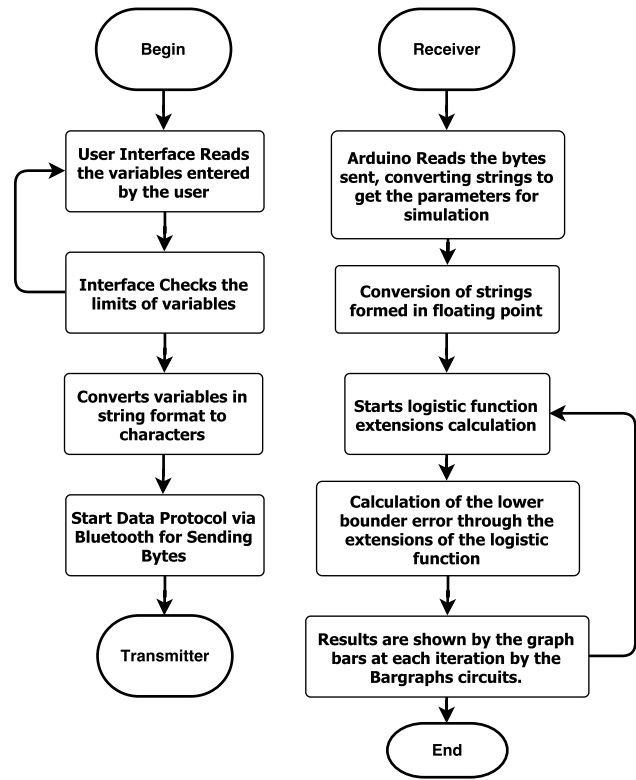 Begin
User Interface Reads
the variables entered
by the user
Interface Checks the
limits of variables
Converts variables in
string format to
characters
Start Data Protocol via
Bluetooth for Sending
Bytes
Transmitter
Receiver
Arduino Reads the bytes
sent, converting strings to
get the parameters for
simulation
Conversion of strings
formed in floating point
Starts logistic function
extensions calculation
Calculation of the lower
bounder error through the
extensions of the logistic
function
Results are shown by the graph
bars at each iteration by the
Bargraphs circuits.
End